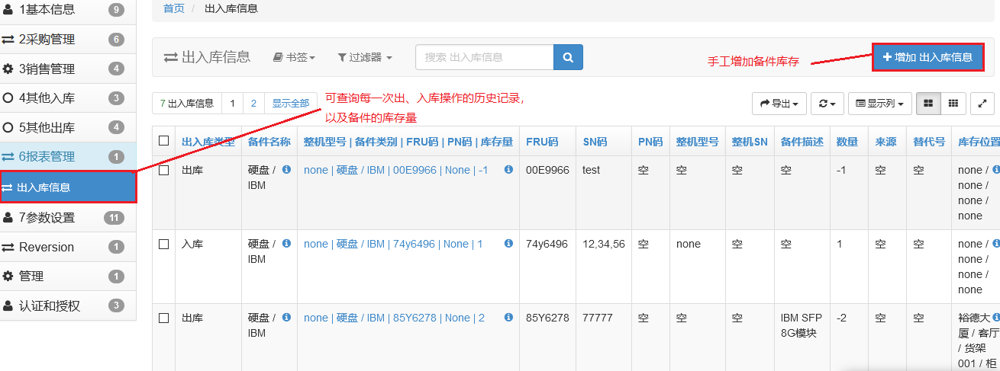 1基本信息 9
2采购管理 6
3销售管理 4
4其他入库 3
5其他出库 4
6报表管理 1
出入库信息
7参数设置 11
Reversion 1
管理 1
认证和授权 3
首页 / 出入库信息
出入库信息 书签 过滤器 搜索 出入库信息 手工增加备件库存 增加 出入库信息
7 出入库信息 1 2 显示全部
可查询每一次出、入库操作的历史记录，
以及备件的库存量
导出 显示列
出入库类型 备件名称 整机型号 | 备件类别 | FRU码 | PN码 | 库存量 FRU码 SN码 PN码 整机型号 整机SN 备件描述 数量 来源 替代号 库存位置
出库 硬盘 / none | 硬盘 / IBM | 00E9966 | None | -1 00E9966 test 空 空 空 空 -1 空 空 none /
IBM none /
none /
none
入库 硬盘 / none | 硬盘 / IBM | 74y6496 | None | 1 74y6496 12,34,56 空 none 空 空 1 空 空 none /
IBM none /
none /
none
出库 硬盘 / none | 硬盘 / IBM | 85Y6278 | None | 2 85Y6278 77777 空 空 空 IBM SFP -2 空 空 裕德大
IBM 8G模块 厦 / 客厅
/ 货架
001 / 柜